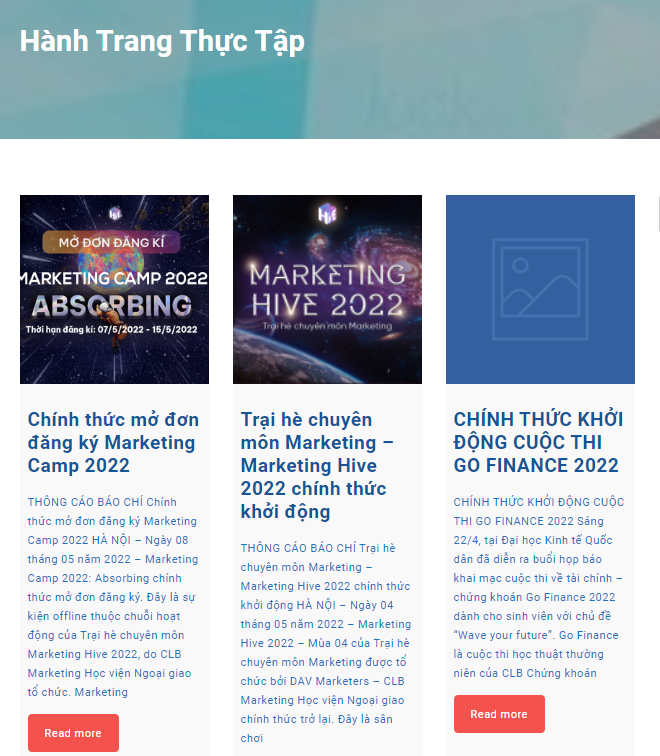 Hành Trang Thực Tập
MỞ ĐƠN ĐĂNG KÍ
MARKETING CAMP 2022
ABSORBING
Thời hạn đăng kí: 07/5/2022 - 15/5/2022
Chính thức mở đơn
đăng ký Marketing
Camp 2022
THÔNG CÁO BÁO CHÍ Chính
thức mở đơn đăng ký Marketing
Camp 2022 HÀ NỘI – Ngày 08
tháng 05 năm 2022 – Marketing
Camp 2022: Absorbing chính
thức mở đơn đăng ký. Đây là sự
kiện offline thuộc chuỗi hoạt
động của Trại hè chuyên môn
Marketing Hive 2022, do CLB
Marketing Học viện Ngoại giao
tổ chức. Marketing
Read more
MARKETING
HIVE 2022
Trại hè chuyên môn Marketing
Trại hè chuyên
môn Marketing –
Marketing Hive
2022 chính thức
khởi động
THÔNG CÁO BÁO CHÍ Trại hè
chuyên môn Marketing –
Marketing Hive 2022 chính thức
khởi động HÀ NỘI – Ngày 04
tháng 05 năm 2022 – Marketing
Hive 2022 – Mùa 04 của Trại hè
chuyên môn Marketing được tổ
chức bởi DAV Marketers – CLB
Marketing Học viện Ngoại giao
chính thức trở lại. Đây là sân
chơi
CHÍNH THỨC KHỞI
ĐỘNG CUỘC THI
GO FINANCE 2022
CHÍNH THỨC KHỞI ĐỘNG CUỘC
THI GO FINANCE 2022 Sáng
22/4, tại Đại học Kinh tế Quốc
dân đã diễn ra buổi họp báo
khai mạc cuộc thi về tài chính –
chứng khoán Go Finance 2022
dành cho sinh viên với chủ đề
“Wave your future”. Go Finance
là cuộc thi học thuật thường
niên của CLB Chứng khoán
Read more